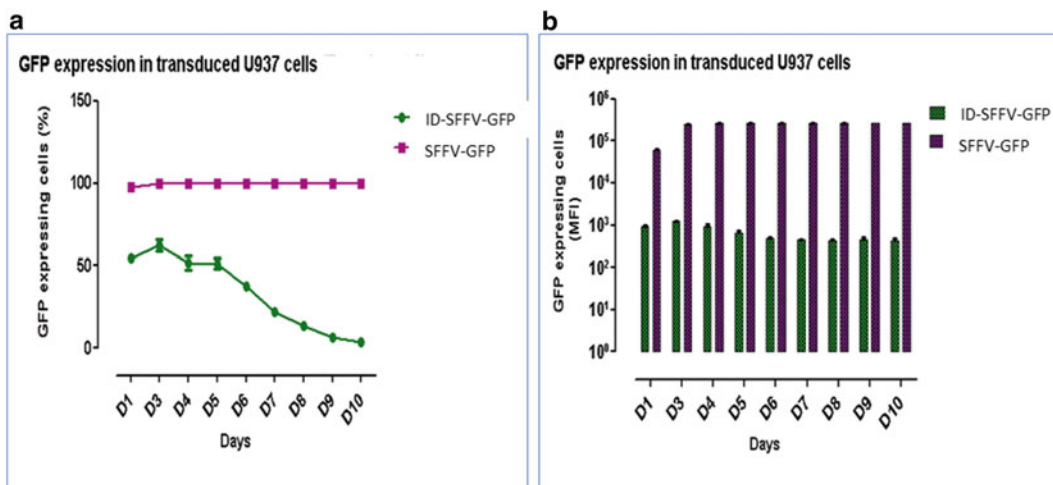 a
GFP expression in transduced U937 cells
GFP expressing cells (%)
150
100
50
0
D1 D3 D4 D5 D6 D7 D8 D9 D10
Days
ID-SFFV-GFP
SFFV-GFP
b
GFP expression in transduced U937 cells
GFP expressing cells
(MFI)
10⁶
10⁵
10⁴
10³
10²
10¹
10⁰
D1 D3 D4 D5 D6 D7 D8 D9 D10
Days
ID-SFFV-GFP
SFFV-GFP